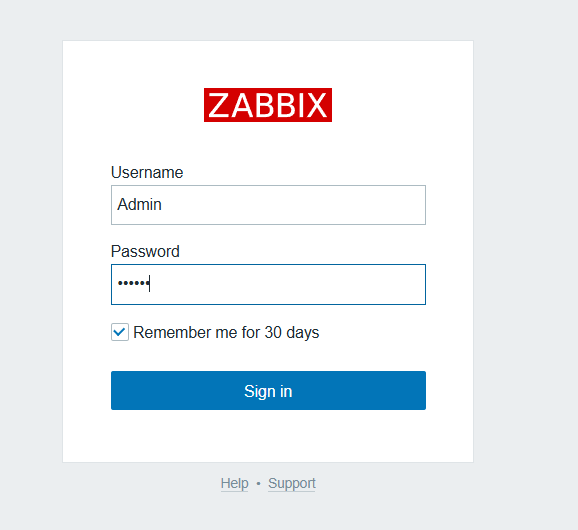 ZABBIX
Username
Admin
Password
••••••
Remember me for 30 days
Sign in
Help • Support